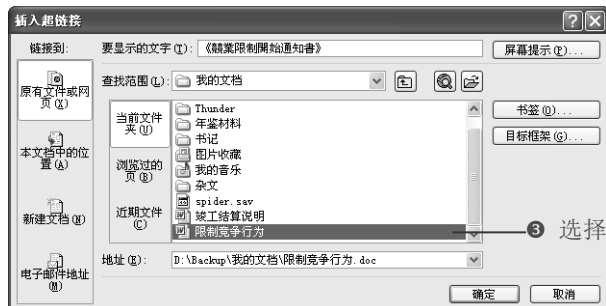 插入超链接
链接到:
要显示的文字(T): 《競業限制開始通知書》
屏幕提示(P)...
原有文件或网页(X)
本文档中的位置(A)
新建文档(N)
电子邮件地址(M)
查找范围(L): 我的文档
当前文件夹(U)
浏览过的页(B)
近期文件(C)
Thunder
年鉴材料
书记
图片收藏
我的音乐
杂文
spider.sav
竣工结算说明
限制竞争行为
书签(O)...
目标框架(G)...
❸ 选择
地址(E): D:\Backup\我的文档\限制竞争行为.doc
确定
取消